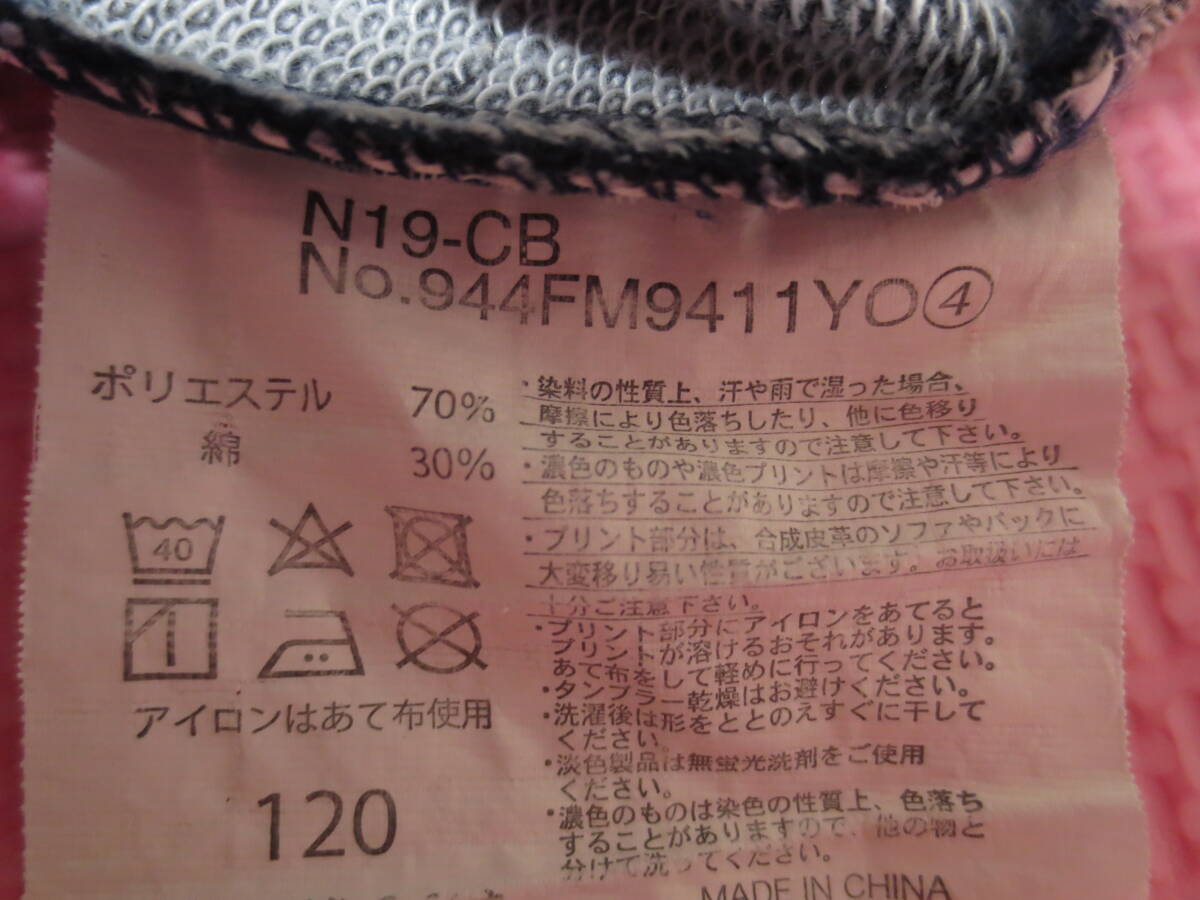 N19-CB
No.944FM9411YO④
ポリエステル 70%
綿 30%
40
アイロンはあて布使用
120
・染料の性質上、汗や雨で湿った場合、
摩擦により色落ちしたり、他に色移り
することがありますので注意して下さい。
・濃色のものや濃色プリントは摩擦や汗等により
色落ちすることがありますので注意して下さい。
・プリント部分は、合成皮革のソファやバックに
大変移り易い性質がございます。お取扱いには
十分ご注意下さい。
・プリント部分にアイロンをあてると
プリントが溶けるおそれがあります。
あて布をして軽めに行ってください。
・タンブラー乾燥はお避けください。
・洗濯後は形をととのえすぐに干して
ください。
・淡色製品は無蛍光洗剤をご使用
ください。
・濃色のものは染色の性質上、色落ち
することがありますので、他の物と
分けて洗ってください。
MADE IN CHINA